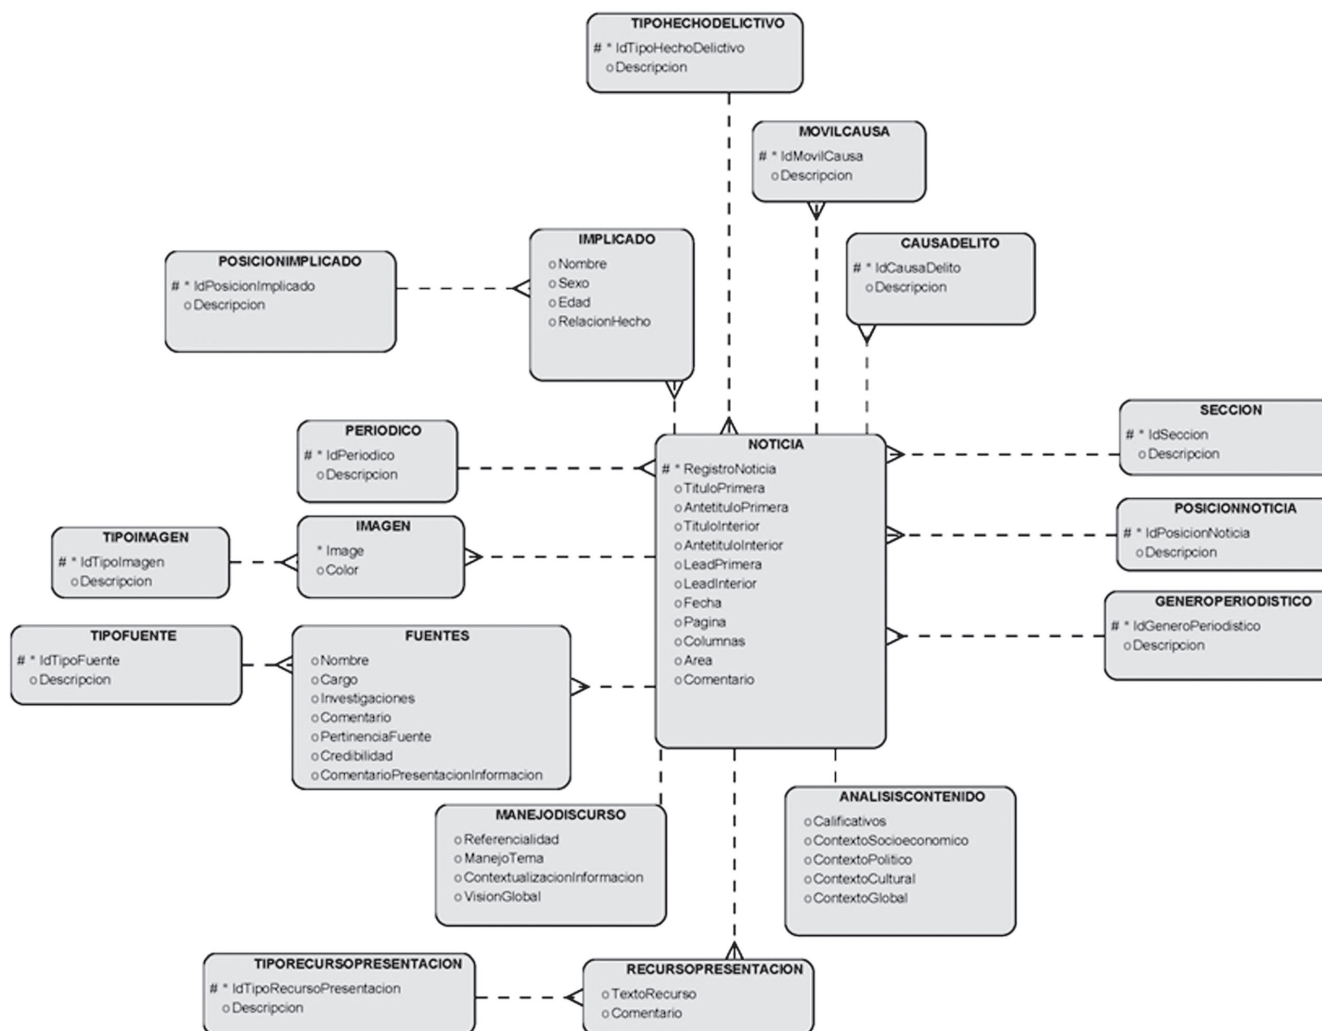 TIPOHECHODELICTIVO
# * IdTipoHechoDelictivo
o Descripcion
MOVILCAUSA
# * IdMovilCausa
o Descripcion
CAUSADELITO
# * IdCausaDelito
o Descripcion
IMPLICADO
o Nombre
o Sexo
o Edad
o RelacionHecho
POSICIONIMPLICADO
# * IdPosicionImplicado
o Descripcion
PERIODICO
# * IdPeriodico
o Descripcion
NOTICIA
# * RegistroNoticia
o TituloPrimera
o AntetituloPrimera
o TituloInterior
o AntetituloInterior
o LeadPrimera
o LeadInterior
o Fecha
o Pagina
o Columnas
o Area
o Comentario
SECCION
# * IdSeccion
o Descripcion
POSICIONNOTICIA
# * IdPosicionNoticia
o Descripcion
GENEROPERIODISTICO
# * IdGeneroPeriodistico
o Descripcion
IMAGEN
* Image
o Color
TIPOIMAGEN
# * IdTipoImagen
o Descripcion
TIPOFUENTE
# * IdTipoFuente
o Descripcion
FUENTES
o Nombre
o Cargo
o Investigaciones
o Comentario
o PertinenciaFuente
o Credibilidad
o ComentarioPresentacionInformacion
MANEJODISCURSO
o Referencialidad
o ManejoTema
o ContextualizacionInformacion
o VisionGlobal
ANALISISCONTENIDO
o Calificativos
o ContextoSocioeconomico
o ContextoPolitico
o ContextoCultural
o ContextoGlobal
TIPORECURSOPRESENTACION
# * IdTipoRecursoPresentacion
o Descripcion
RECURSOPRESENTACION
o TextoRecurso
o Comentario